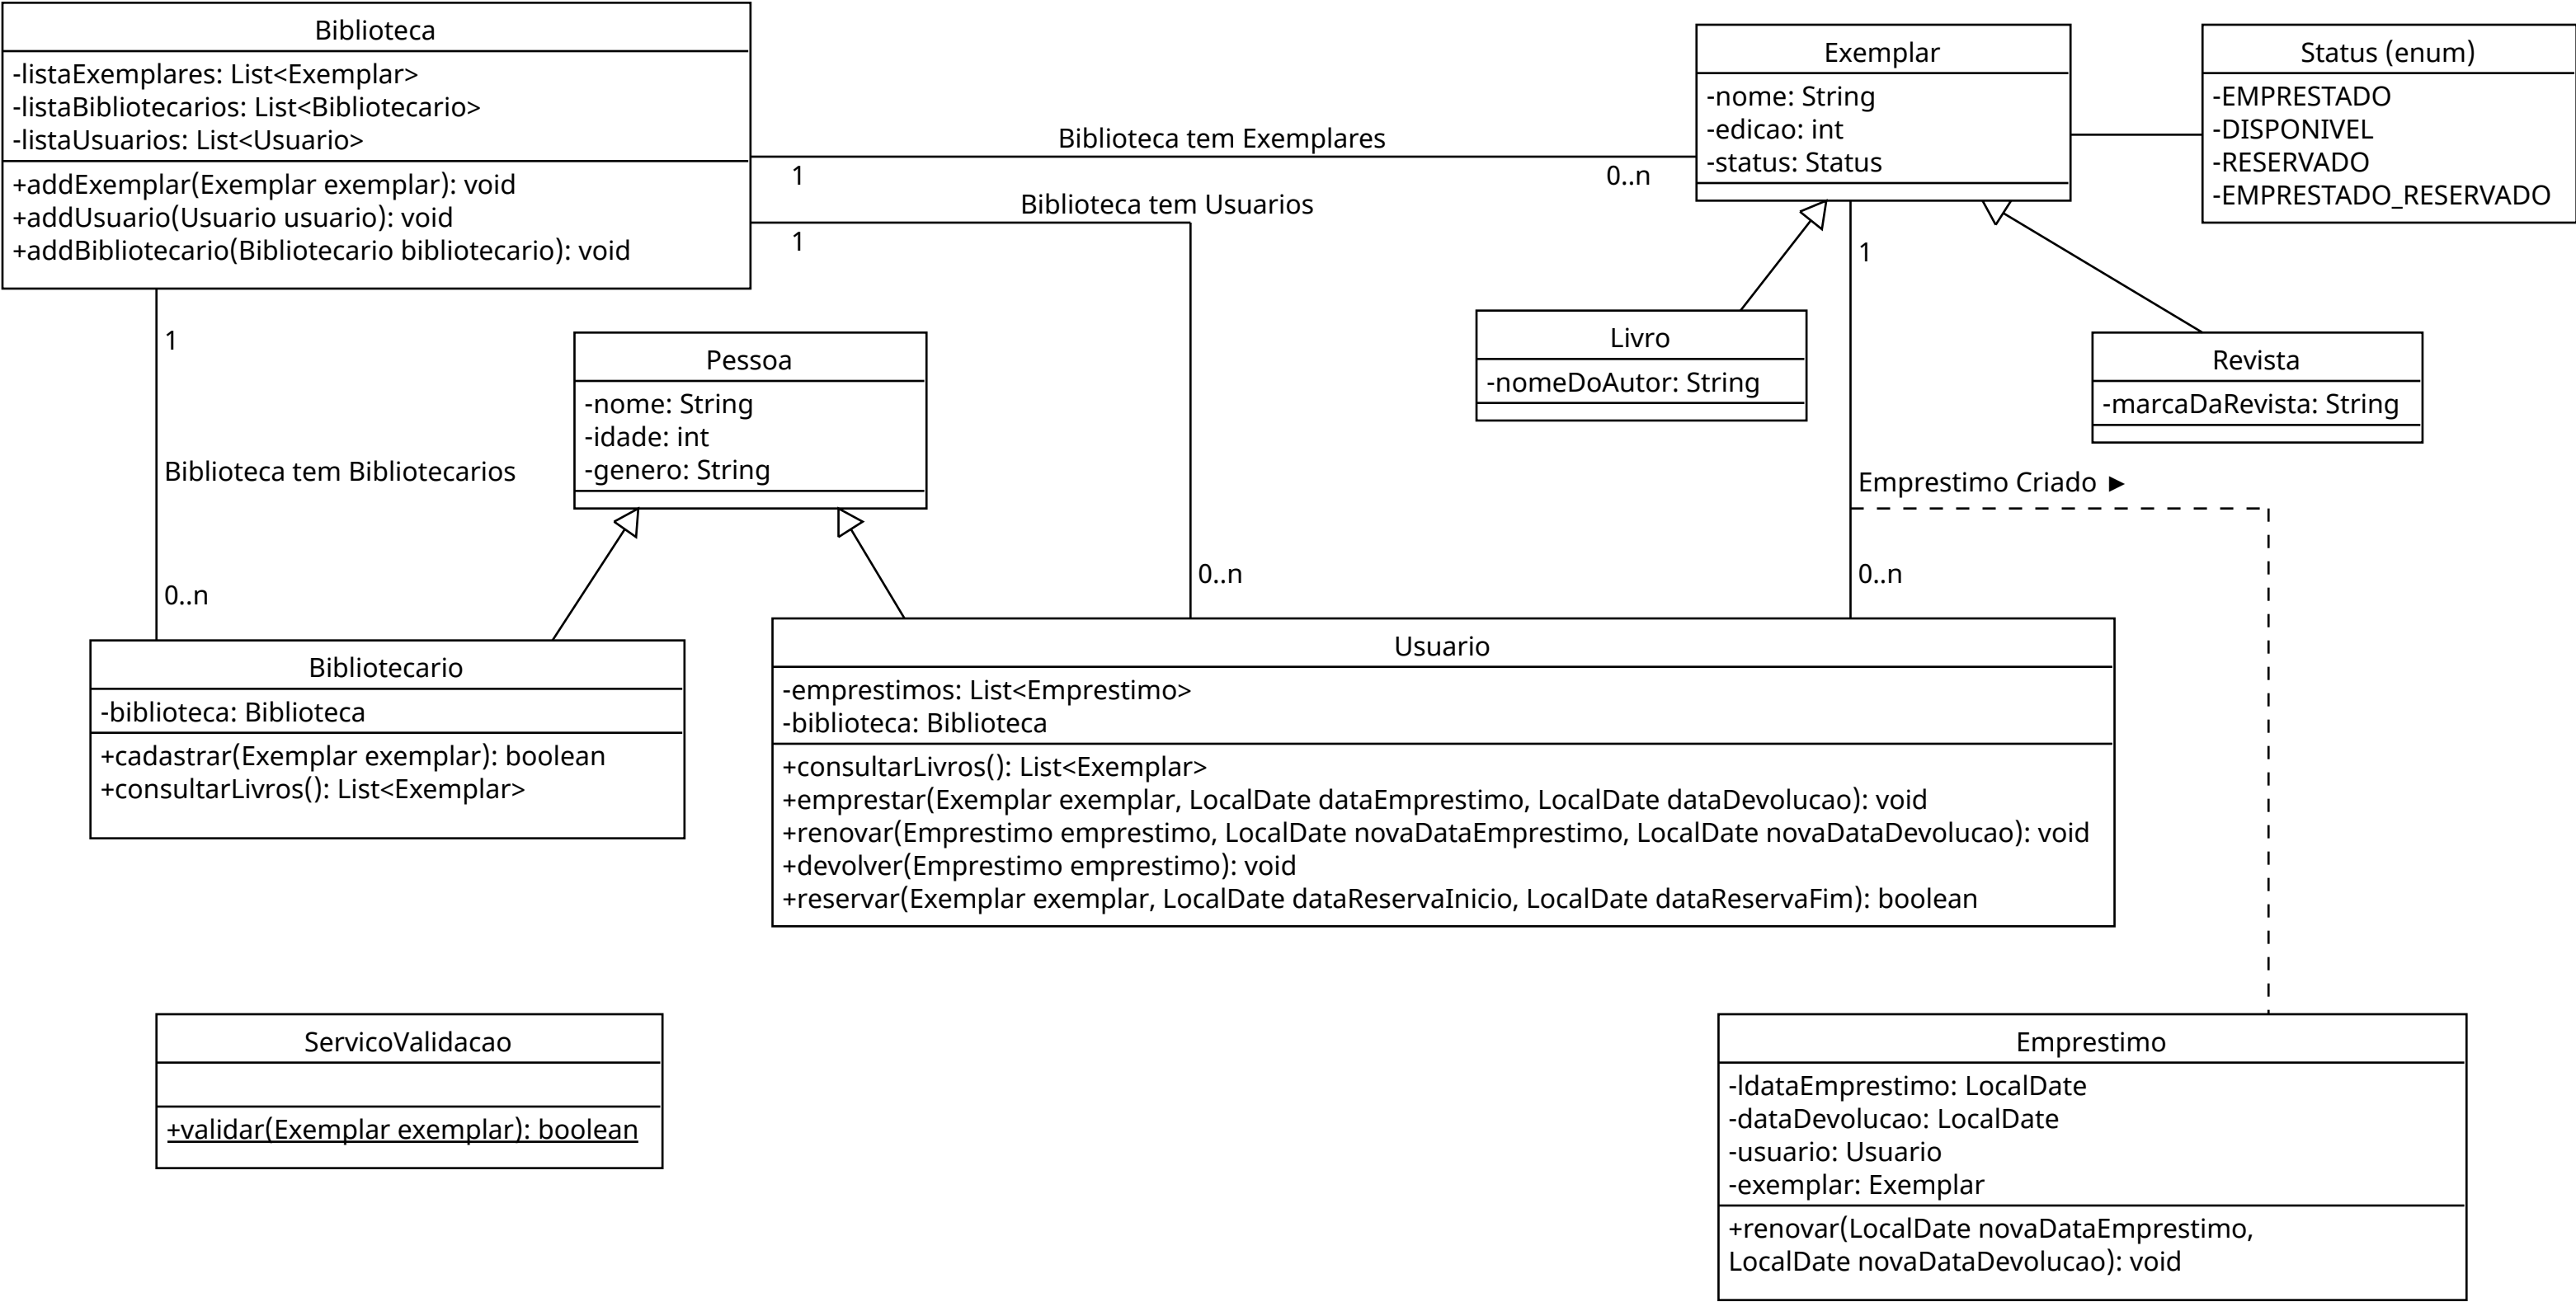 Biblioteca
-listaExemplares: List<Exemplar>
-listaBibliotecarios: List<Bibliotecario>
-listaUsuarios: List<Usuario>
+addExemplar(Exemplar exemplar): void
+addUsuario(Usuario usuario): void
+addBibliotecario(Bibliotecario bibliotecario): void
Biblioteca tem Exemplares
1
0..n
Biblioteca tem Usuarios
1
0..n
Exemplar
-nome: String
-edicao: int
-status: Status
Status (enum)
-EMPRESTADO
-DISPONIVEL
-RESERVADO
-EMPRESTADO_RESERVADO
1
Biblioteca tem Bibliotecarios
0..n
Pessoa
-nome: String
-idade: int
-genero: String
Livro
-nomeDoAutor: String
Revista
-marcaDaRevista: String
1
Emprestimo Criado ►
0..n
Bibliotecario
-biblioteca: Biblioteca
+cadastrar(Exemplar exemplar): boolean
+consultarLivros(): List<Exemplar>
Usuario
-emprestimos: List<Emprestimo>
-biblioteca: Biblioteca
+consultarLivros(): List<Exemplar>
+emprestar(Exemplar exemplar, LocalDate dataEmprestimo, LocalDate dataDevolucao): void
+renovar(Emprestimo emprestimo, LocalDate novaDataEmprestimo, LocalDate novaDataDevolucao): void
+devolver(Emprestimo emprestimo): void
+reservar(Exemplar exemplar, LocalDate dataReservaInicio, LocalDate dataReservaFim): boolean
ServicoValidacao
+validar(Exemplar exemplar): boolean
Emprestimo
-ldataEmprestimo: LocalDate
-dataDevolucao: LocalDate
-usuario: Usuario
-exemplar: Exemplar
+renovar(LocalDate novaDataEmprestimo,
LocalDate novaDataDevolucao): void